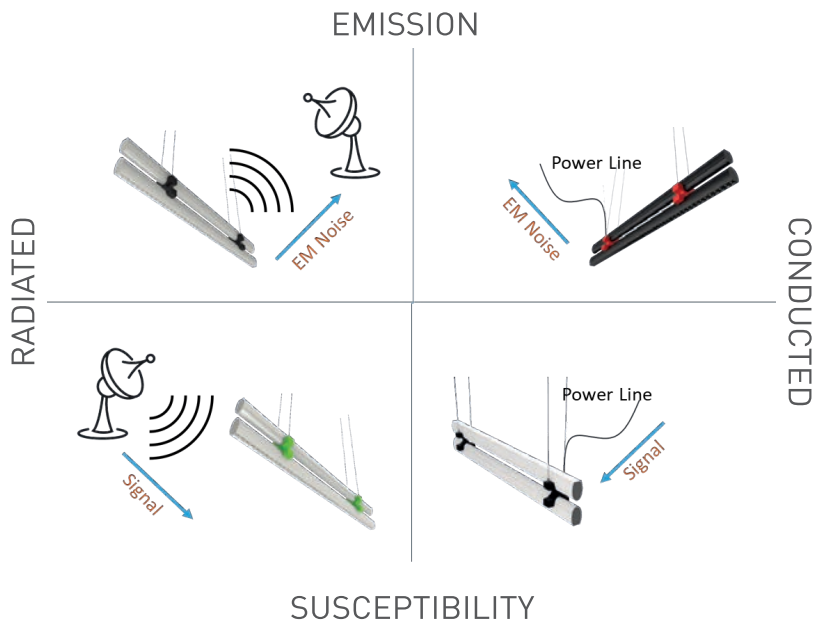 EMISSION
Power Line
EM Noise
EM Noise
RADIATED
CONDUCTED
Power Line
Signal
Signal
SUSCEPTIBILITY